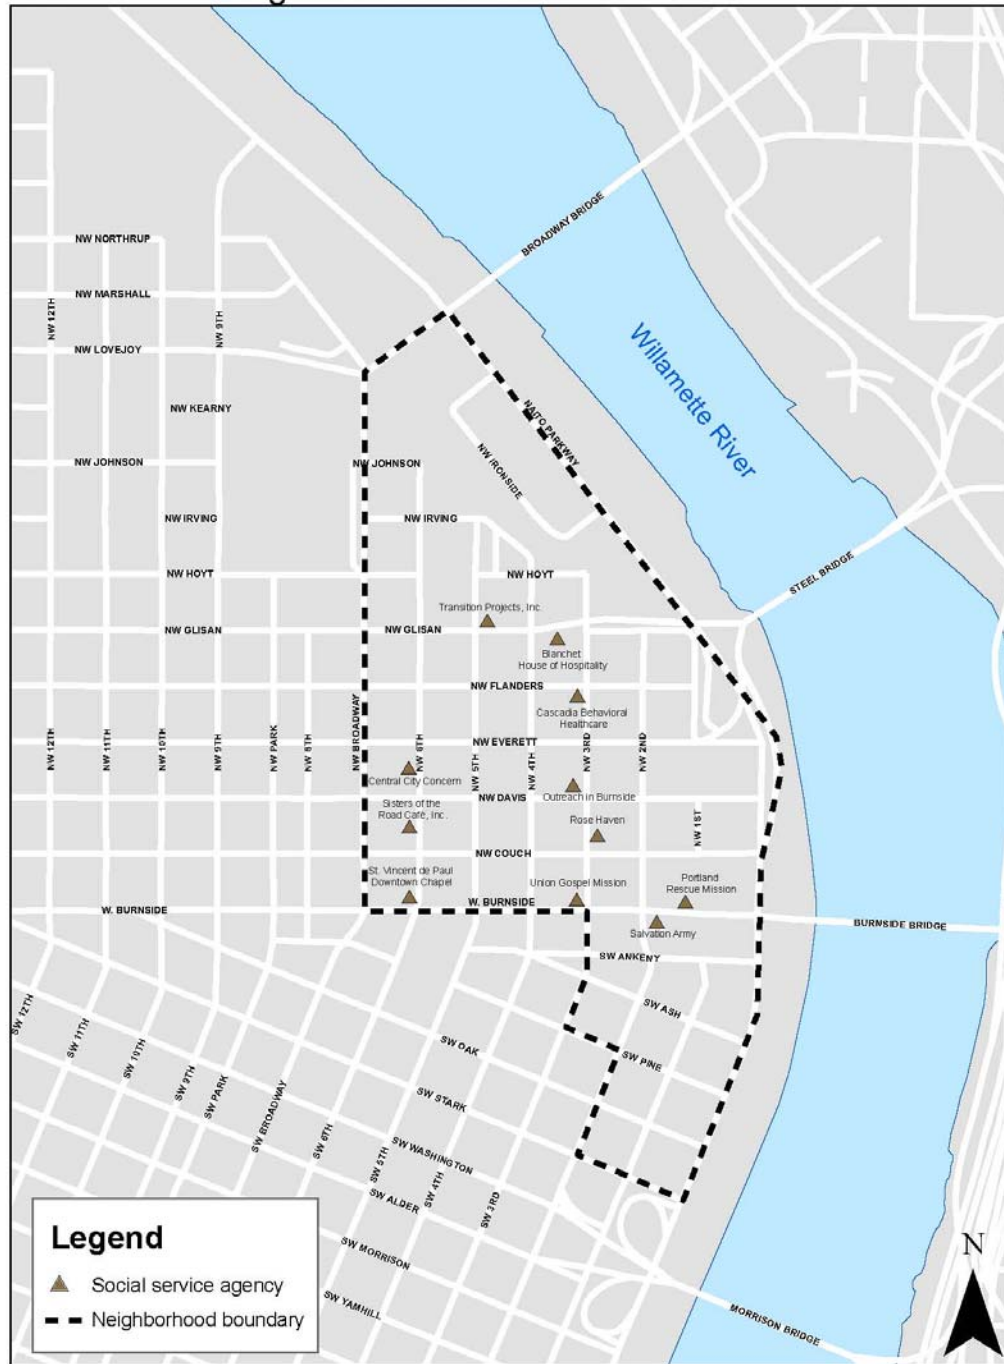 BROADWAY BRIDGE
NW NORTHRUP
NW MARSHALL
NW 12TH
NW 9TH
NW LOVEJOY
Willamette River
NW KEARNY
NAITO PARKWAY
NW JOHNSON
NW JOHNSON
NW IRONSIDE
NW IRVING
NW IRVING
NW HOYT
NW HOYT
STEEL BRIDGE
Transition Projects, Inc.
NW GLISAN
NW GLISAN
Blanchet
House of Hospitality
NW FLANDERS
Cascadia Behavioral
Healthcare
NW 12TH
NW 11TH
NW 10TH
NW 9TH
NW PARK
NW 8TH
NW BROADWAY
NW 6TH
NW 5TH
NW 4TH
NW 3RD
NW 2ND
NW EVERETT
Central City Concern
NW DAVIS
Outreach in Burnside
Sisters of the
Road Café, Inc.
Rose Haven
NW 1ST
NW COUCH
St. Vincent de Paul
Downtown Chapel
Union Gospel Mission
Portland
Rescue Mission
W. BURNSIDE
W. BURNSIDE
BURNSIDE BRIDGE
Salvation Army
SW ANKENY
SW ASH
SW 12TH
SW 11TH
SW 10TH
SW 9TH
SW PARK
SW BROADWAY
SW 6TH
SW 5TH
SW 4TH
SW 3RD
SW OAK
SW PINE
SW STARK
SW WASHINGTON
SW ALDER
SW MORRISON
SW YAMHILL
MORRISON BRIDGE
Legend
Social service agency
Neighborhood boundary
N